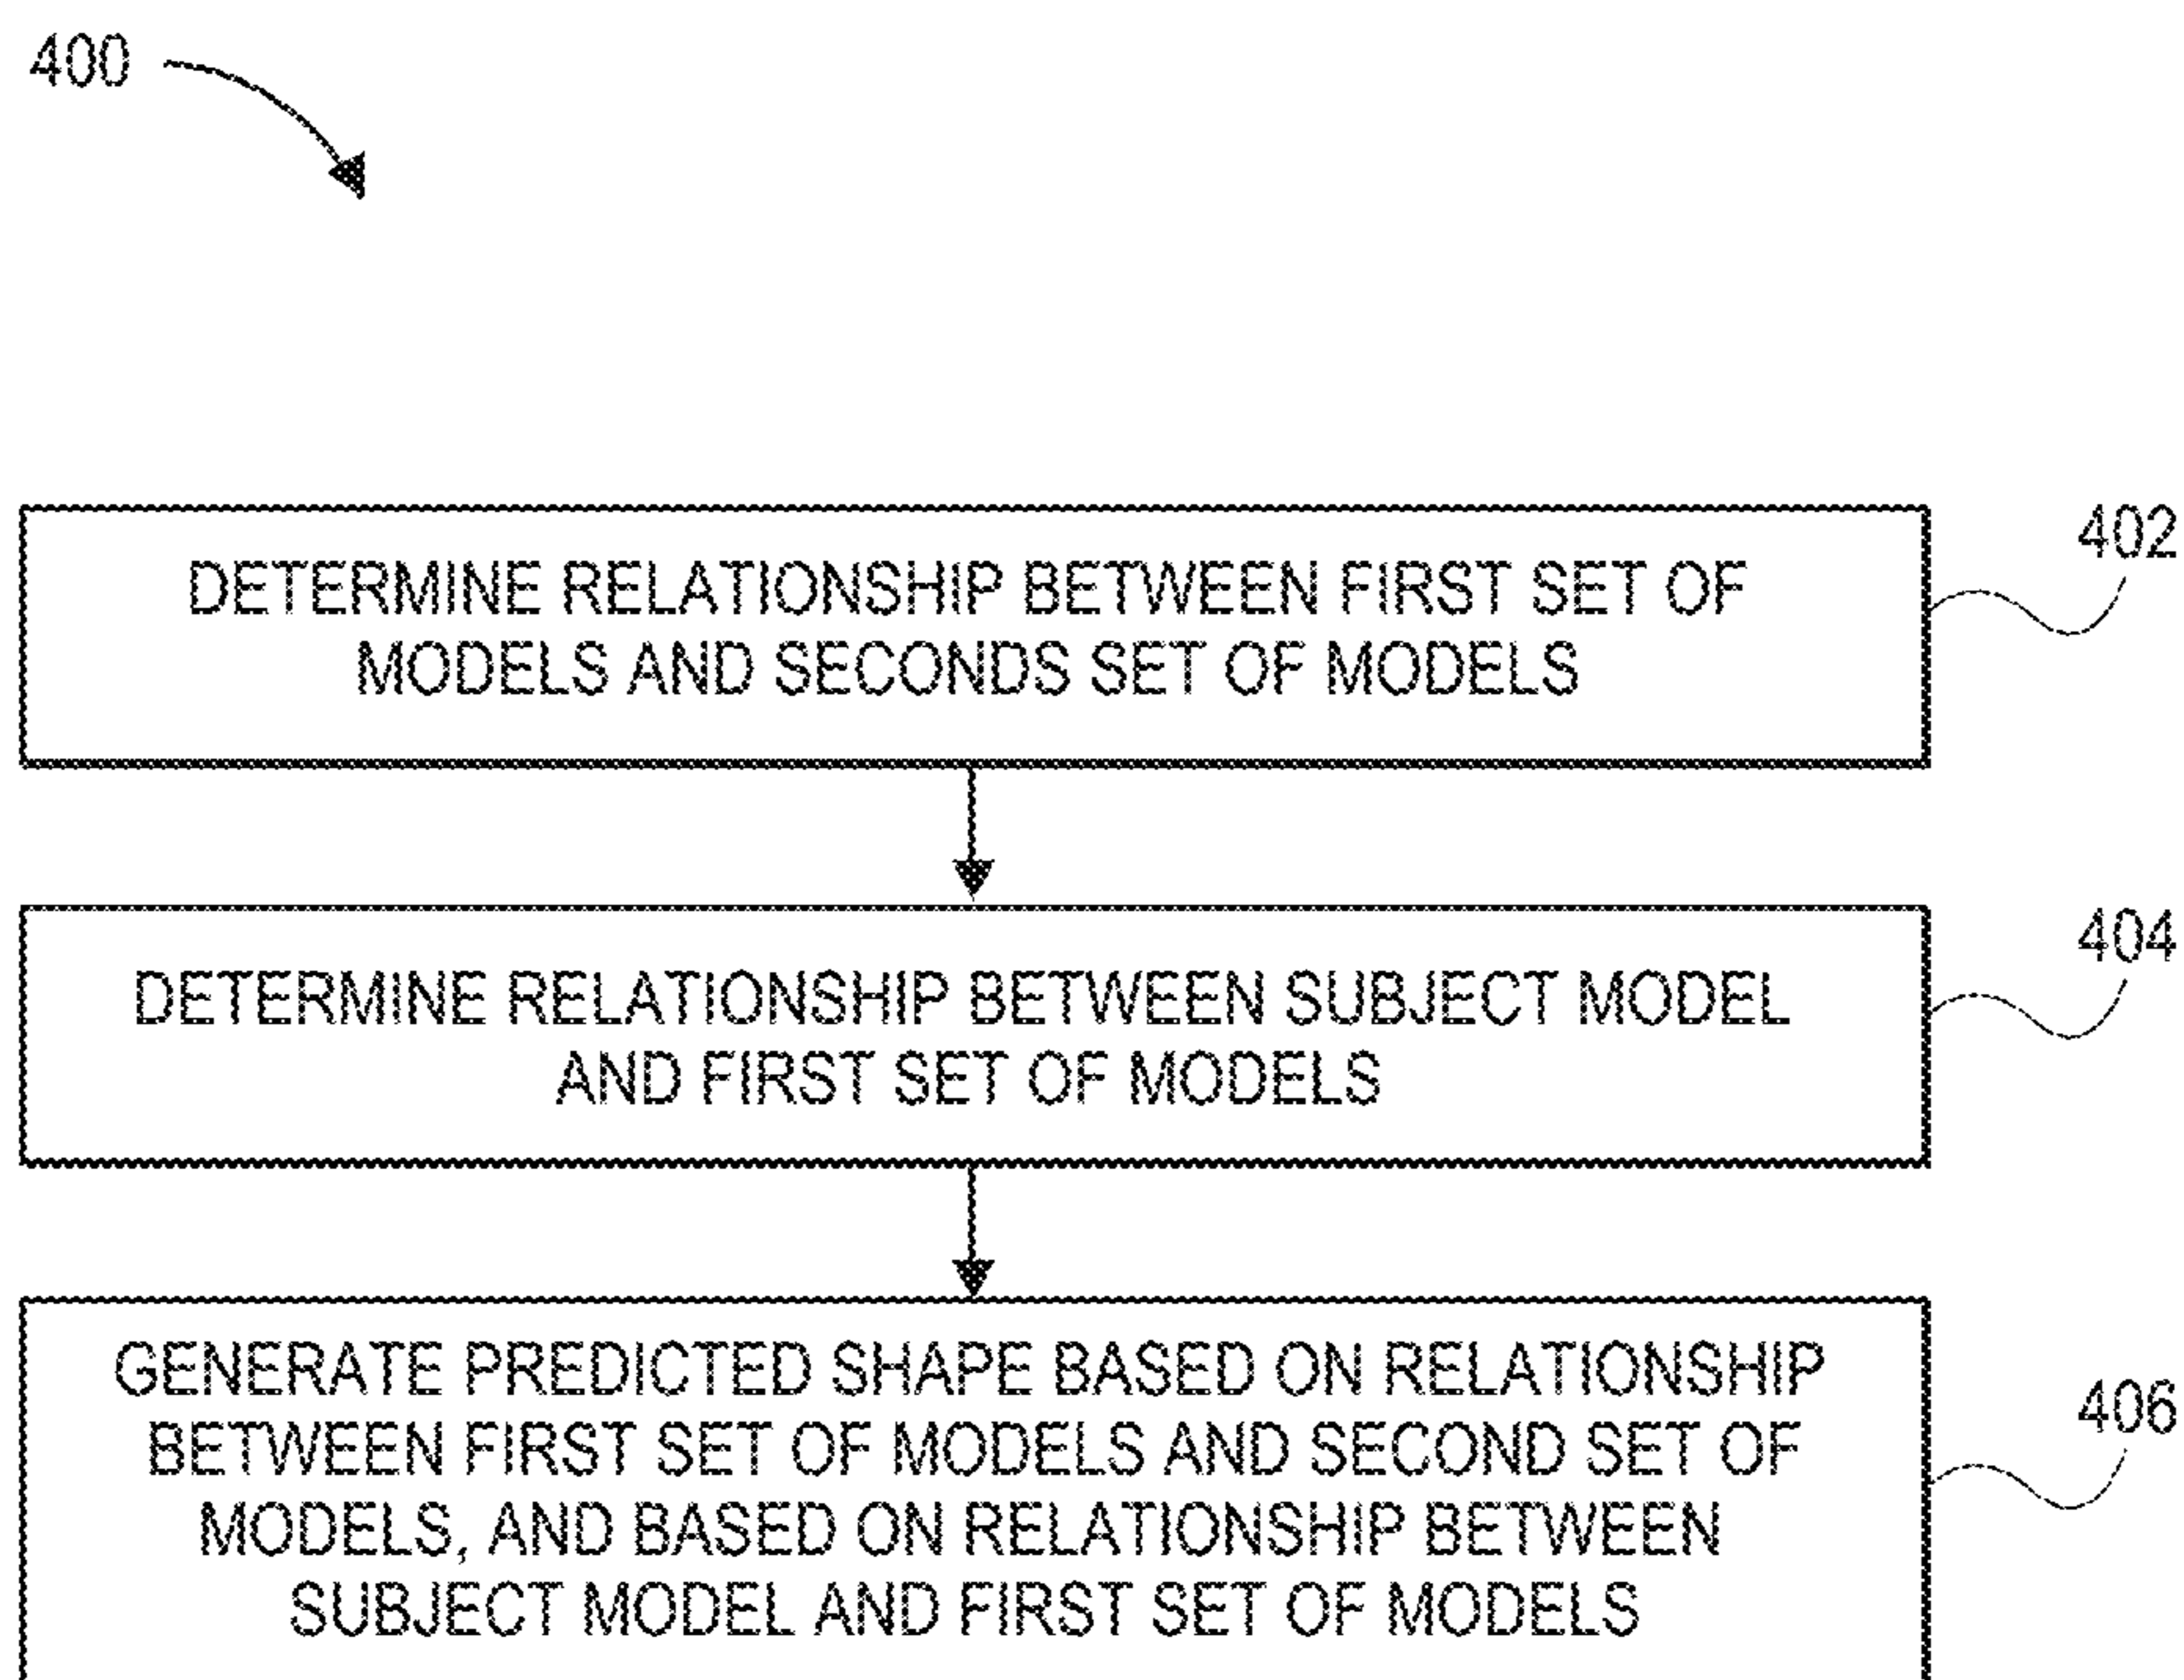 400
DETERMINE RELATIONSHIP BETWEEN FIRST SET OF
MODELS AND SECONDS SET OF MODELS
402
DETERMINE RELATIONSHIP BETWEEN SUBJECT MODEL
AND FIRST SET OF MODELS
404
GENERATE PREDICTED SHAPE BASED ON RELATIONSHIP
BETWEEN FIRST SET OF MODELS AND SECOND SET OF
MODELS, AND BASED ON RELATIONSHIP BETWEEN
SUBJECT MODEL AND FIRST SET OF MODELS
406